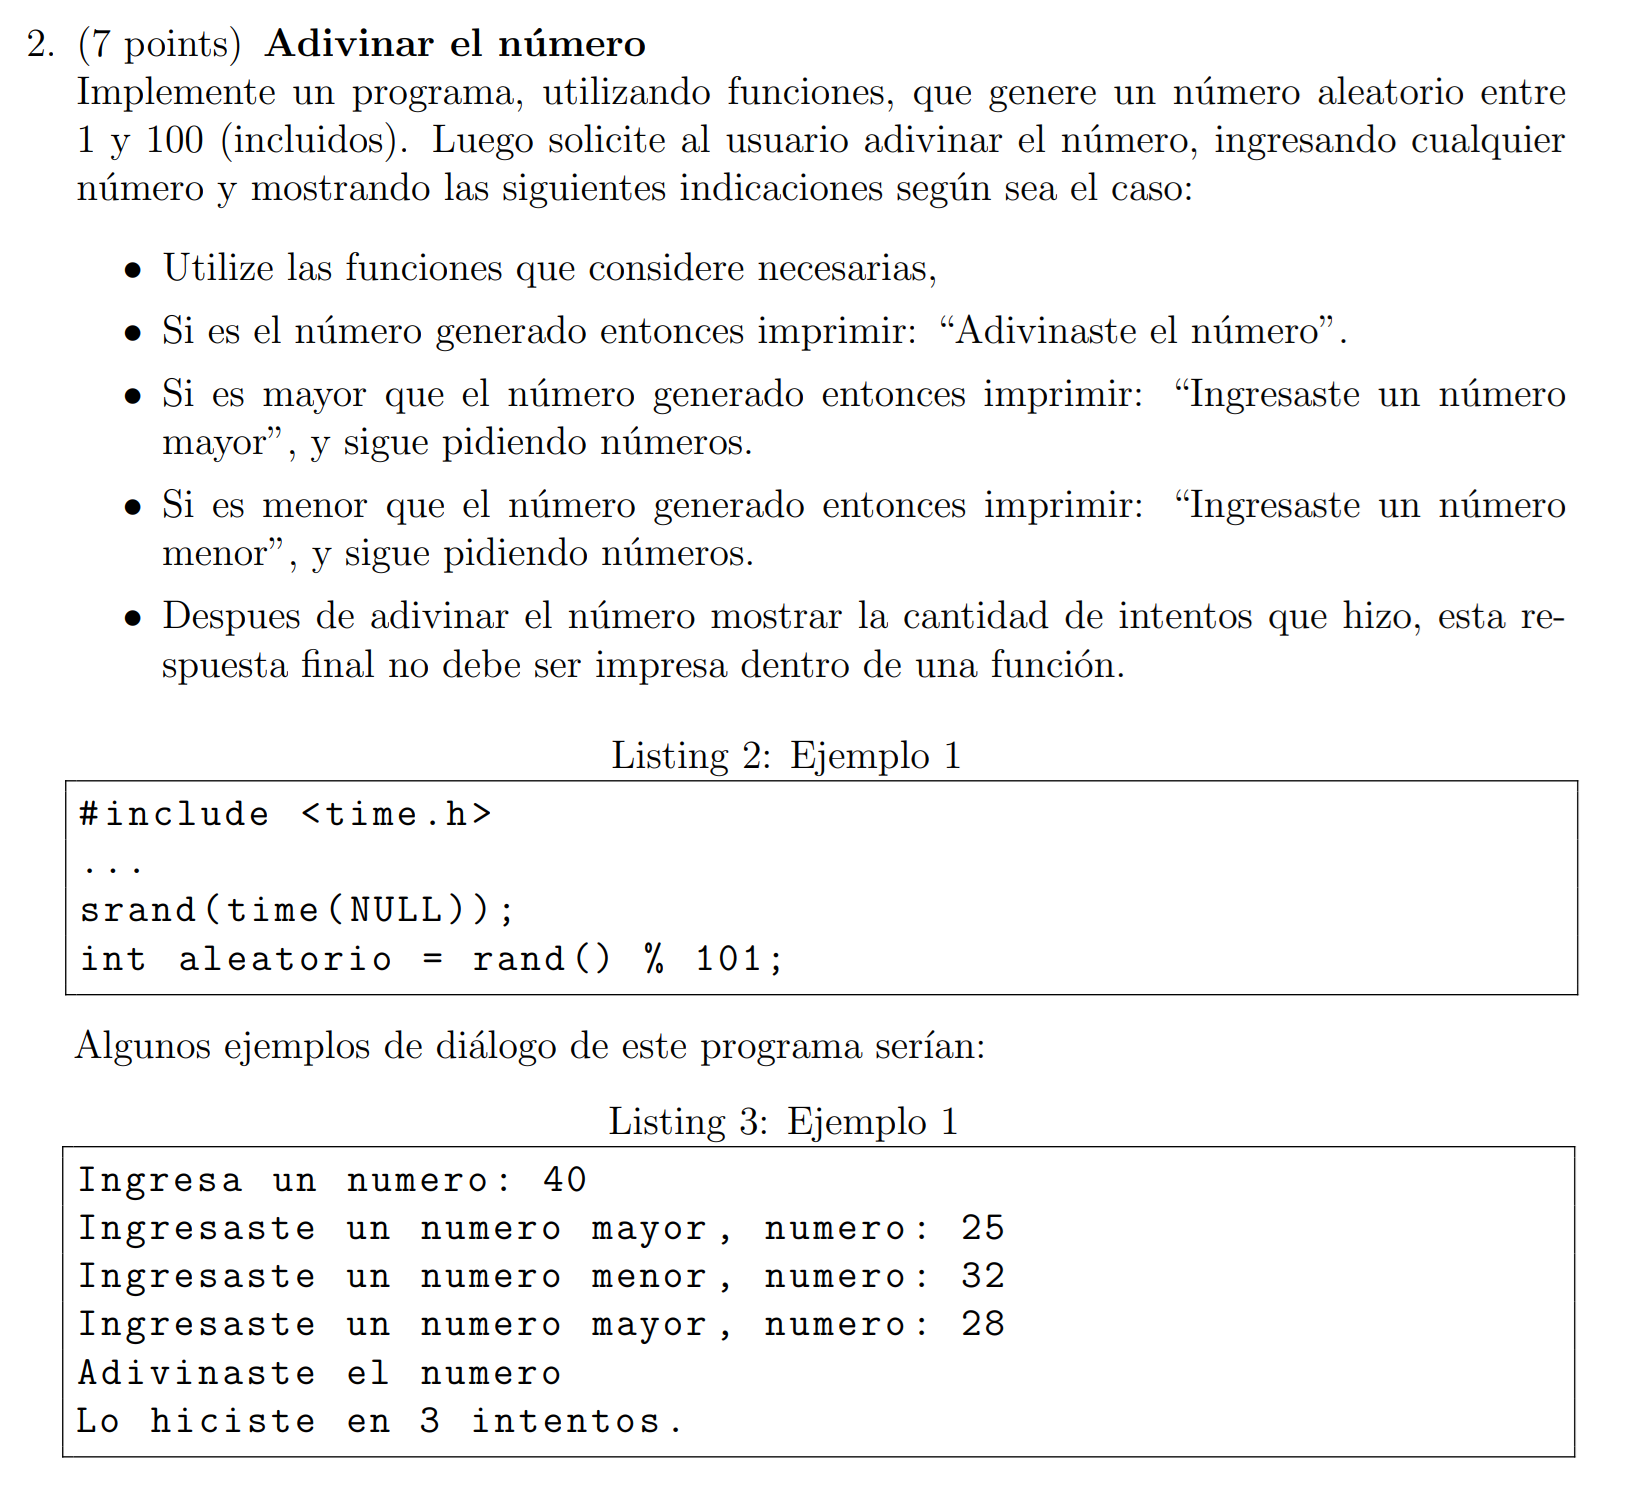 2. (7 points) Adivinar el número
Implemente un programa, utilizando funciones, que genere un número aleatorio entre
1 y 100 (incluidos). Luego solicite al usuario adivinar el número, ingresando cualquier
número y mostrando las siguientes indicaciones según sea el caso:
• Utilize las funciones que considere necesarias,
• Si es el número generado entonces imprimir: “Adivinaste el número”.
• Si es mayor que el número generado entonces imprimir: “Ingresaste un número
mayor”, y sigue pidiendo números.
• Si es menor que el número generado entonces imprimir: “Ingresaste un número
menor”, y sigue pidiendo números.
• Despues de adivinar el número mostrar la cantidad de intentos que hizo, esta re-
spuesta final no debe ser impresa dentro de una función.
Listing 2: Ejemplo 1
#include <time.h>
...
srand(time(NULL));
int aleatorio = rand() % 101;
Algunos ejemplos de diálogo de este programa serían:
Listing 3: Ejemplo 1
Ingresa un numero: 40
Ingresaste un numero mayor, numero: 25
Ingresaste un numero menor, numero: 32
Ingresaste un numero mayor, numero: 28
Adivinaste el numero
Lo hiciste en 3 intentos.